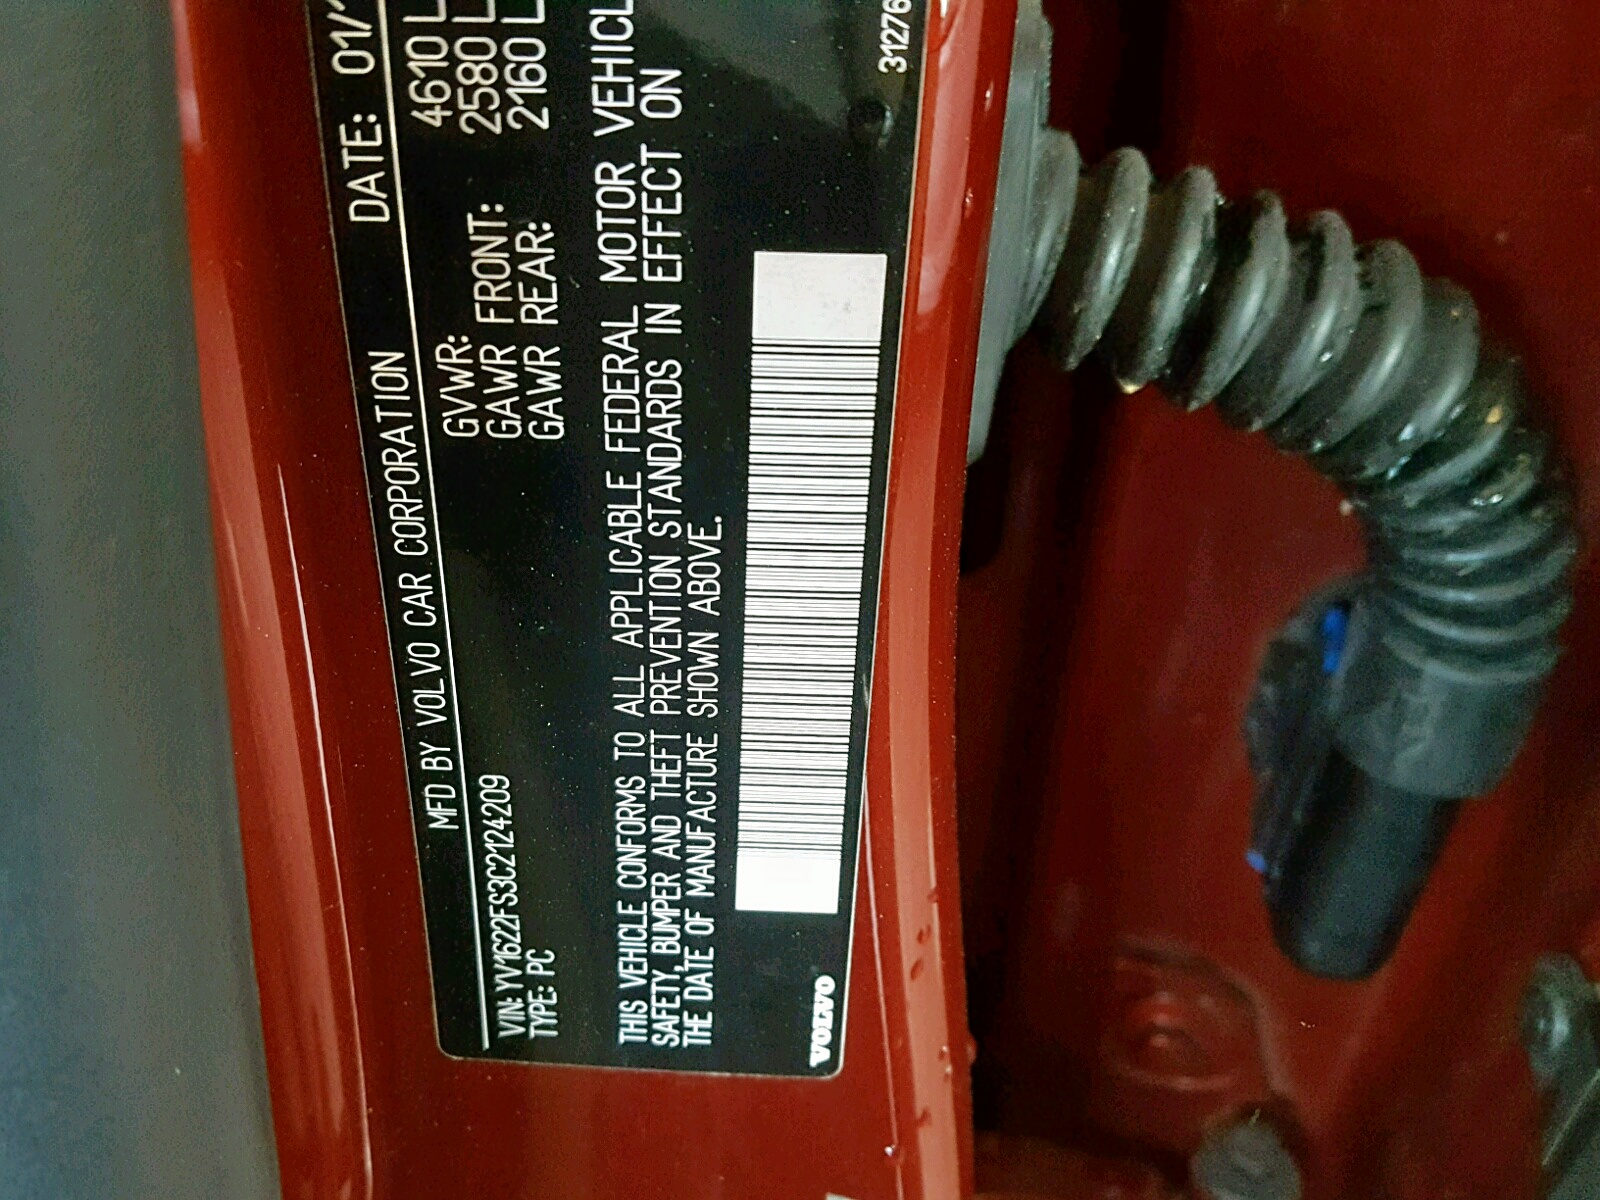 MFD BY VOLVO CAR CORPORATION DATE: 01/
VIN: YV1622FS3C2124209 GVWR: 4610 L
TYPE: PC GAWR FRONT: 2580 L
GAWR REAR: 2160 L
THIS VEHICLE CONFORMS TO ALL APPLICABLE FEDERAL MOTOR VEHICL
SAFETY, BUMPER AND THEFT PREVENTION STANDARDS IN EFFECT ON
THE DATE OF MANUFACTURE SHOWN ABOVE.
VOLVO 31276